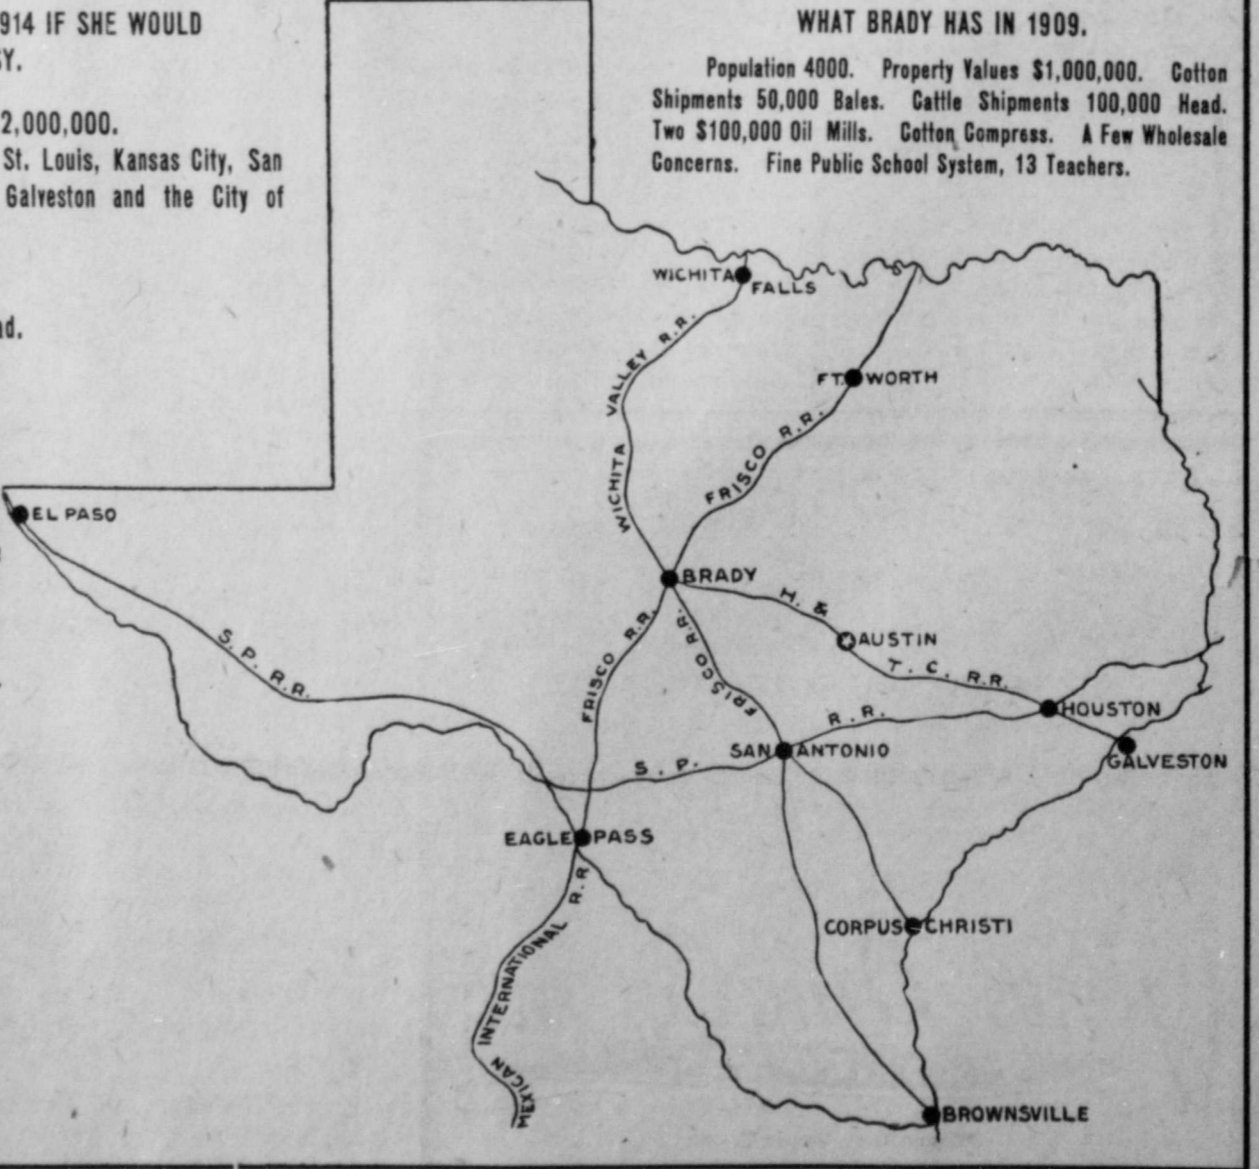 914 IF SHE WOULD
SY.
2,000,000.
St. Louis, Kansas City, San
Galveston and the City of
ad.
WHAT BRADY HAS IN 1909.
Population 4000. Property Values $1,000,000. Cotton
Shipments 50,000 Bales. Cattle Shipments 100,000 Head.
Two $100,000 Oil Mills. Cotton Compress. A Few Wholesale
Concerns. Fine Public School System, 13 Teachers.
WICHITA FALLS
WICHITA VALLEY R.R.
FT. WORTH
FRISCO R.R.
EL PASO
BRADY
H. & T. C. R.R.
AUSTIN
S. P. R.R.
FRISCO R.R.
FRISCO R.R.
HOUSTON
SAN ANTONIO
S. P. R. R.
GALVESTON
EAGLE PASS
MEXICAN INTERNATIONAL R. R
CORPUS CHRISTI
BROWNSVILLE